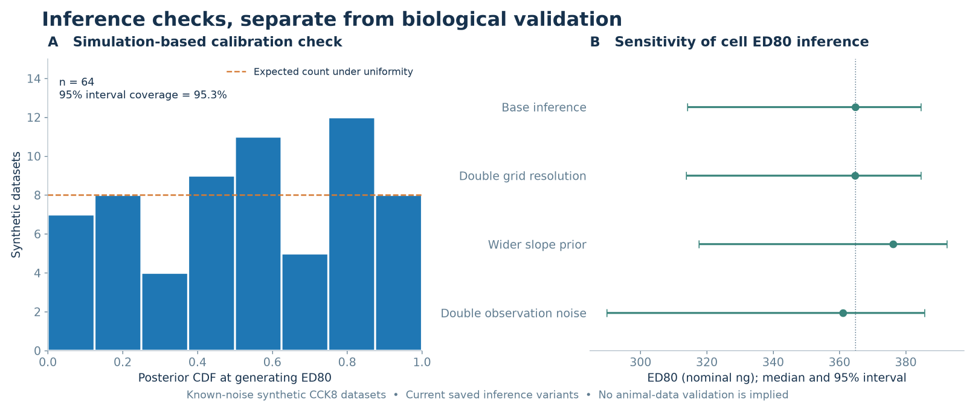 Inference checks, separate from biological validation
A Simulation-based calibration check
n = 64
95% interval coverage = 95.3%
Expected count under uniformity
Synthetic datasets
14
12
10
8
6
4
2
0
0.0 0.2 0.4 0.6 0.8 1.0
Posterior CDF at generating ED80
B Sensitivity of cell ED80 inference
Base inference
Double grid resolution
Wider slope prior
Double observation noise
300 320 340 360 380
ED80 (nominal ng); median and 95% interval
Known-noise synthetic CCK8 datasets • Current saved inference variants • No animal-data validation is implied